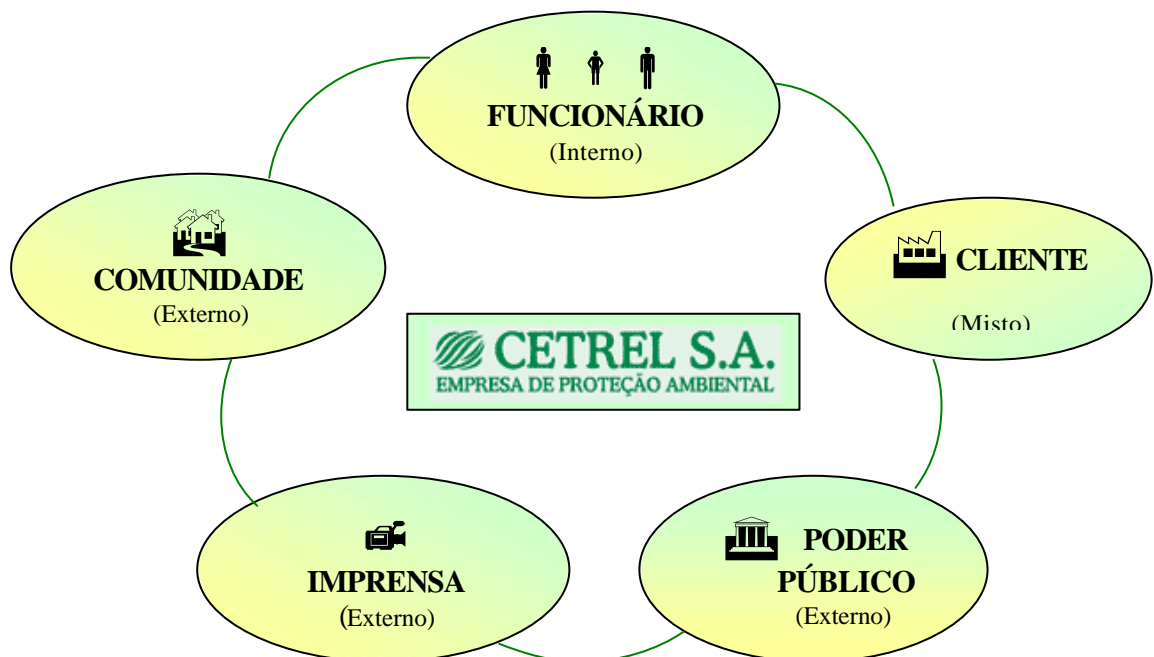 FUNCIONÁRIO
(Interno)
CLIENTE
(Misto)
COMUNIDADE
(Externo)
CETREL S.A.
EMPRESA DE PROTEÇÃO AMBIENTAL
IMPRENSA
(Externo)
PODER
PÚBLICO
(Externo)